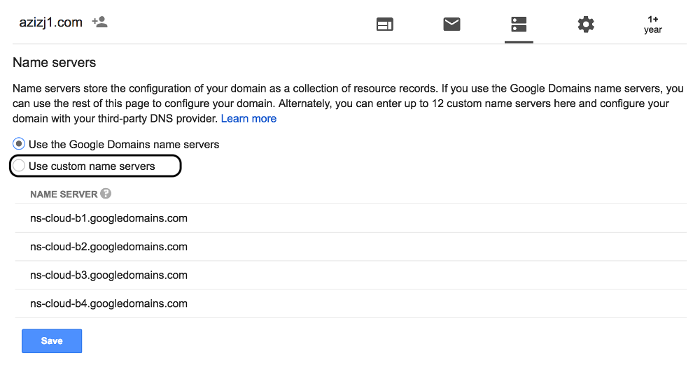 azizj1.com
1+
year
Name servers
Name servers store the configuration of your domain as a collection of resource records. If you use the Google Domains name servers, you
can use the rest of this page to configure your domain. Alternately, you can enter up to 12 custom name servers here and configure your
domain with your third-party DNS provider. Learn more
Use the Google Domains name servers
Use custom name servers
NAME SERVER ?
ns-cloud-b1.googledomains.com
ns-cloud-b2.googledomains.com
ns-cloud-b3.googledomains.com
ns-cloud-b4.googledomains.com
Save